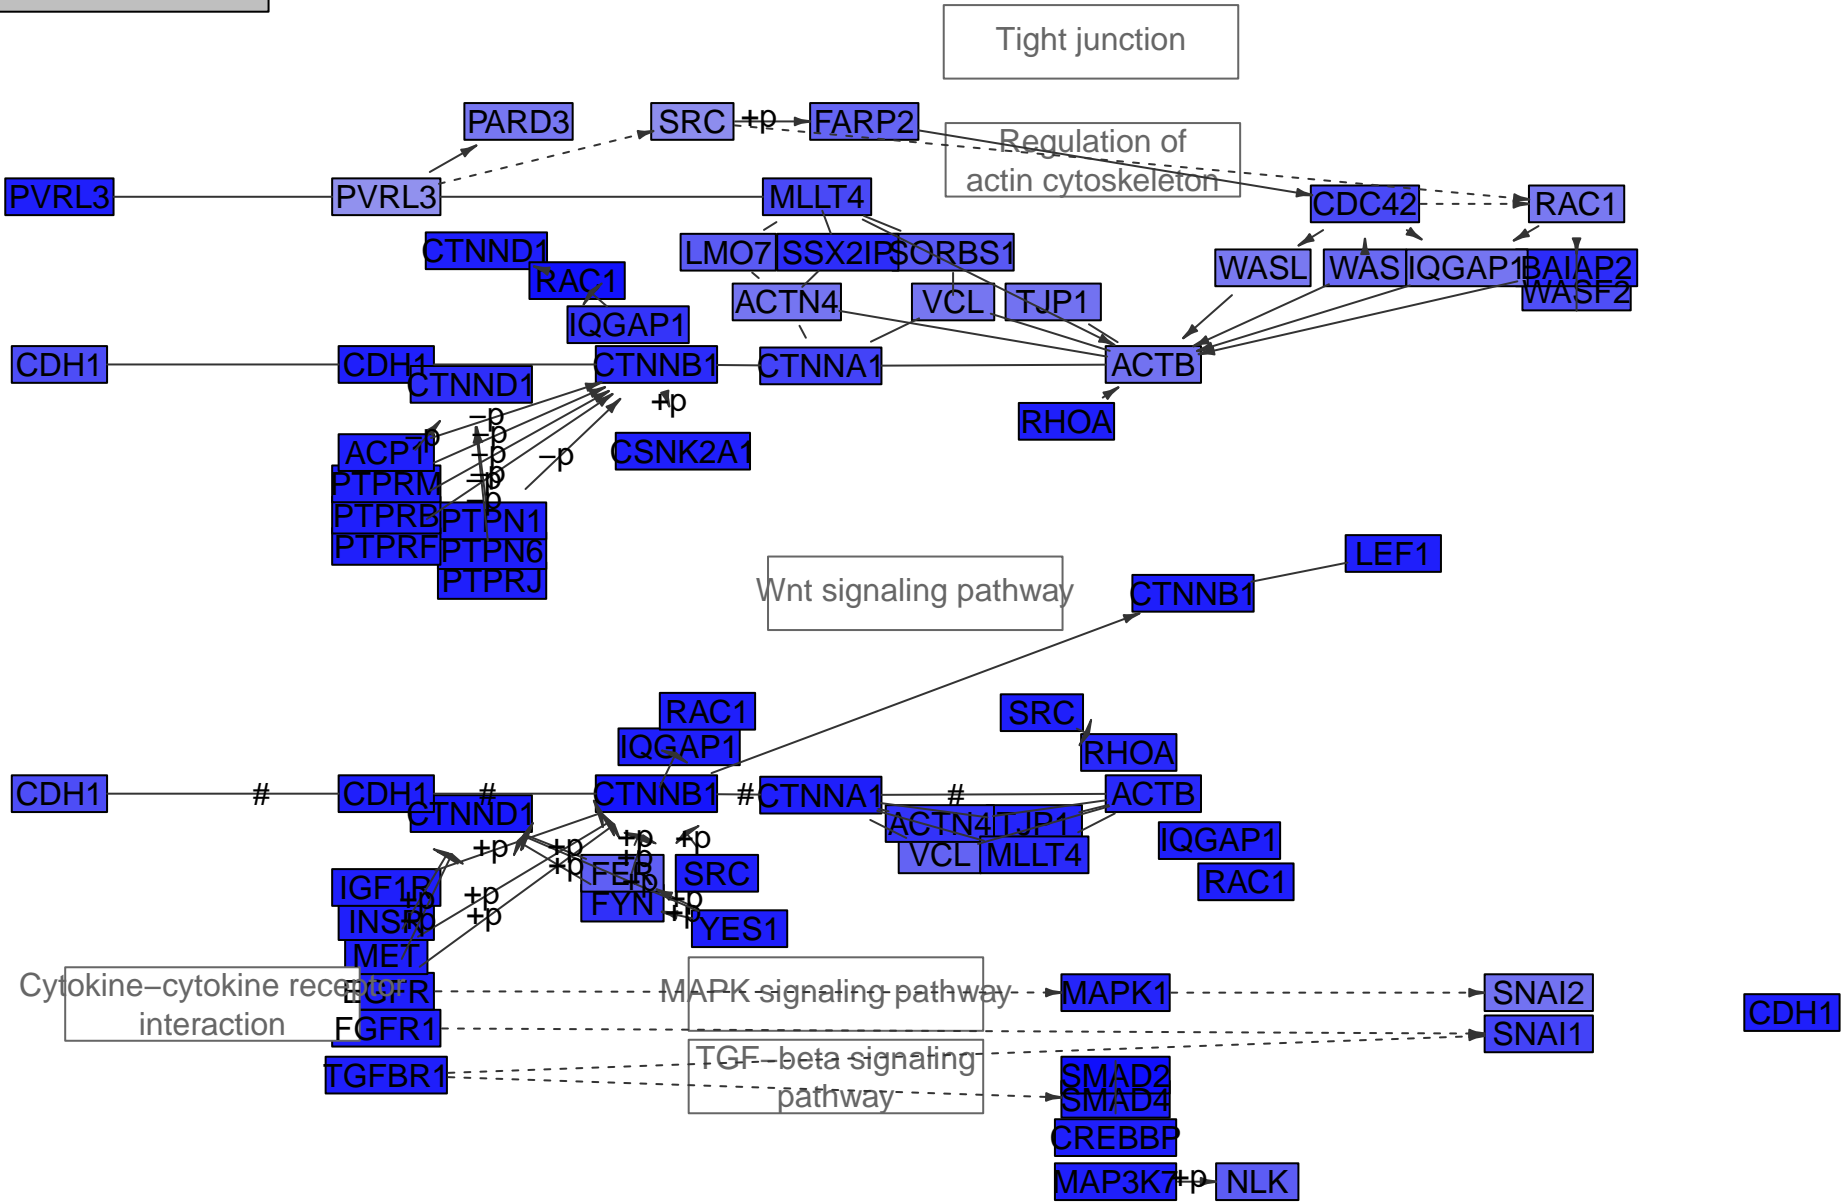 Tight junction
PARD3
SRC
+p
FARP2
Regulation of
actin cytoskeleton
PVRL3
PVRL3
MLLT4
CDC42
RAC1
CTNND1
RAC1
IQGAP1
LMO7
SSX2IP
SORBS1
WASL
WAS
IQGAP1
BAIAP2
WASF2
ACTN4
VCL
TJP1
CDH1
CDH1
CTNND1
CTNNB1
CTNNA1
ACTB
+p
RHOA
–p
–p
–p
–p
–p
–p
–p
–p
CSNK2A1
ACP1
PTPRM
PTPRB
PTPRF
PTPN1
PTPN6
PTPRJ
LEF1
Wnt signaling pathway
CTNNB1
RAC1
IQGAP1
SRC
RHOA
CDH1
#
CDH1
#
CTNND1
CTNNB1
#
CTNNA1
#
ACTB
ACTN4
TJP1
VCL
MLLT4
IQGAP1
RAC1
+p
+p
+p
+p
+p
+p
+p
FER
SRC
FYN
+p
+p
YES1
IGF1R
INSR
MET
EGFR
FGFR1
TGFBR1
+p
+p
+p
+p
Cytokine–cytokine receptor
interaction
MAPK signaling pathway
MAPK1
SNAI2
SNAI1
CDH1
TGF–beta signaling
pathway
SMAD2
SMAD4
CREBBP
MAP3K7
+p
NLK